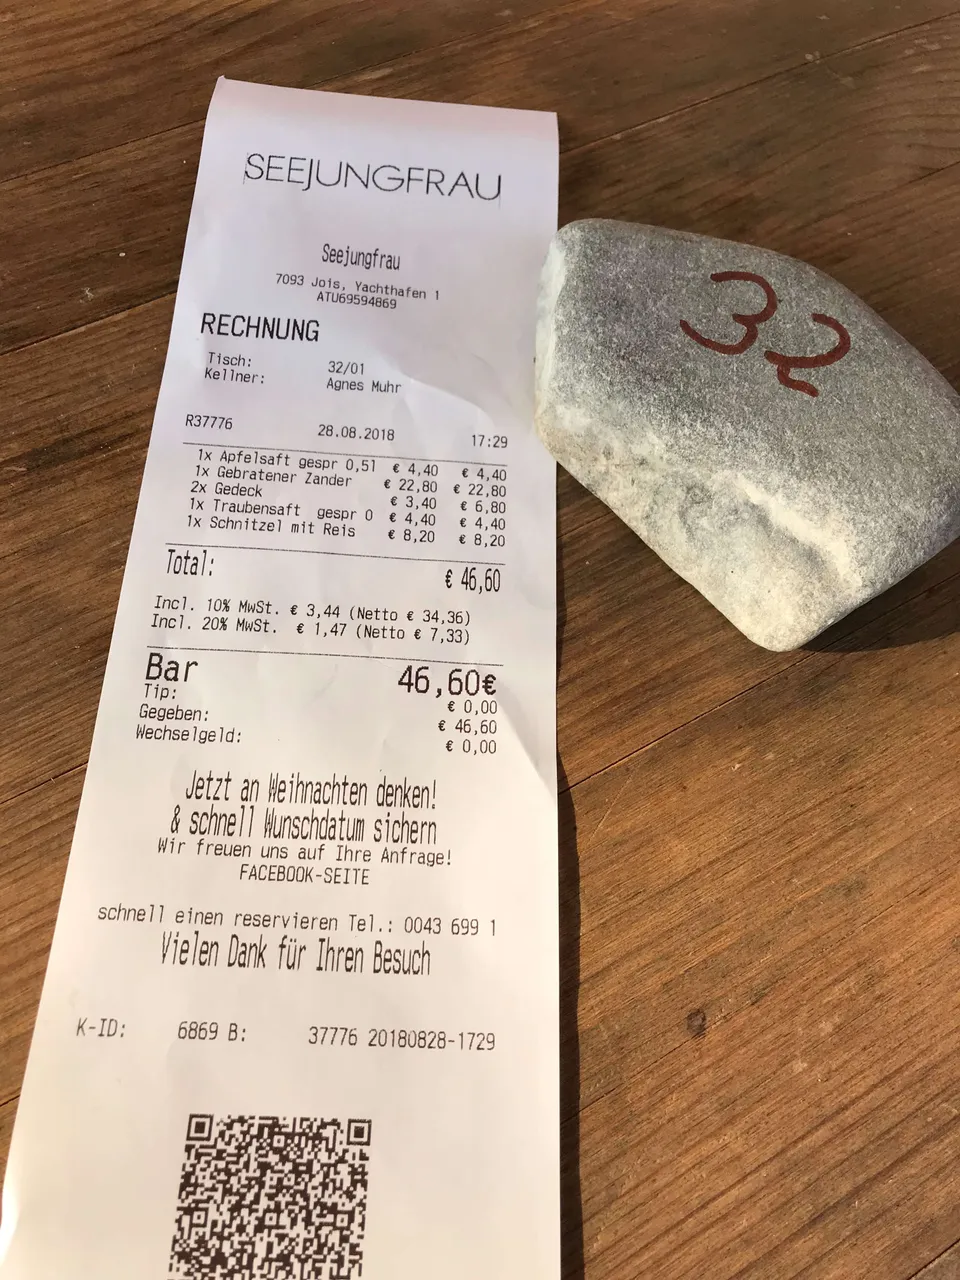 SEEJUNGFRAU
Seejungfrau
7093 Jois, Yachthafen 1
ATU69594869
RECHNUNG
Tisch: 32/01
Kellner: Agnes Muhr
R37776 28.08.2018 17:29
1x Apfelsaft gespr 0,5l € 4,40 € 4,40
1x Gebratener Zander € 22,80 € 22,80
2x Gedeck € 3,40 € 6,80
1x Traubensaft gespr 0 € 4,40 € 4,40
1x Schnitzel mit Reis € 8,20 € 8,20
Total: € 46,60
Incl. 10% MwSt. € 3,44 (Netto € 34,36)
Incl. 20% MwSt. € 1,47 (Netto € 7,33)
Bar 46,60€
Tip: € 0,00
Gegeben: € 46,60
Wechselgeld: € 0,00
Jetzt an Weihnachten denken!
& schnell Wunschdatum sichern
Wir freuen uns auf Ihre Anfrage!
FACEBOOK-SEITE
schnell einen reservieren Tel.: 0043 699 1
Vielen Dank für Ihren Besuch
K-ID: 6869 B: 37776 20180828-1729
32